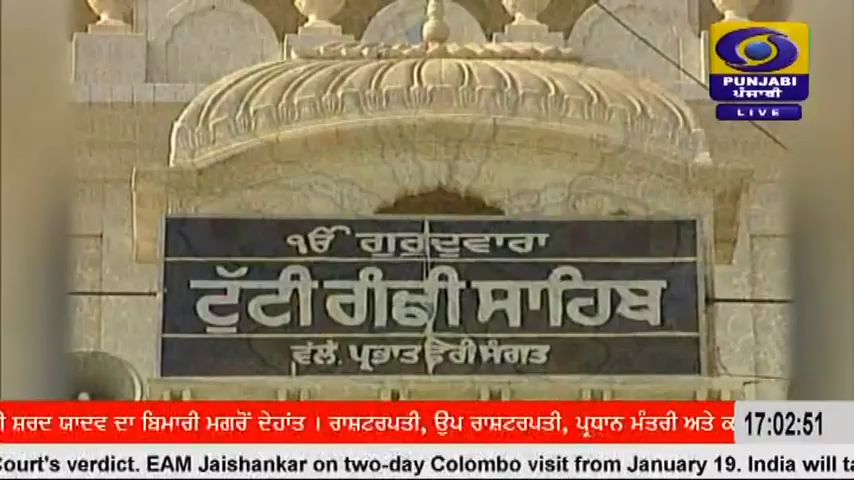 PUNJABI
ਪੰਜਾਬੀ
LIVE
ੴ ਗੁਰਦੁਵਾਰਾ
ਟੁੱਟੀ ਗੰਢੀ ਸਾਹਿਬ
ਵੱਲੋਂ. ਪ੍ਰਭਾਤ ਫੇਰੀ ਸੰਗਤ
ਸ਼ਰਦ ਯਾਦਵ ਦਾ ਬਿਮਾਰੀ ਮਗਰੋਂ ਦੇਹਾਂਤ । ਰਾਸ਼ਟਰਪਤੀ, ਉਪ ਰਾਸ਼ਟਰਪਤੀ, ਪ੍ਰਧਾਨ ਮੰਤਰੀ ਅਤੇ
17:02:51
Court's verdict. EAM Jaishankar on two-day Colombo visit from January 19. India will ta